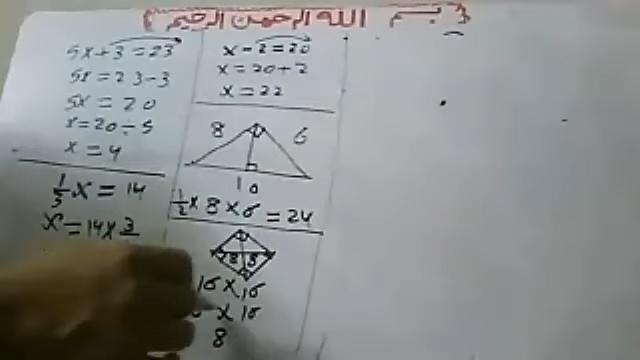 بسم الله الرحمن الرحيم
5x+3=23
5x=23-3
5x=20
x=20÷5
x=4
1/3 x=14
x=14×3
x-2=20
x=20+2
x=22
8 6
10
1/2×8×6=24
8 8
16×16
×16
8